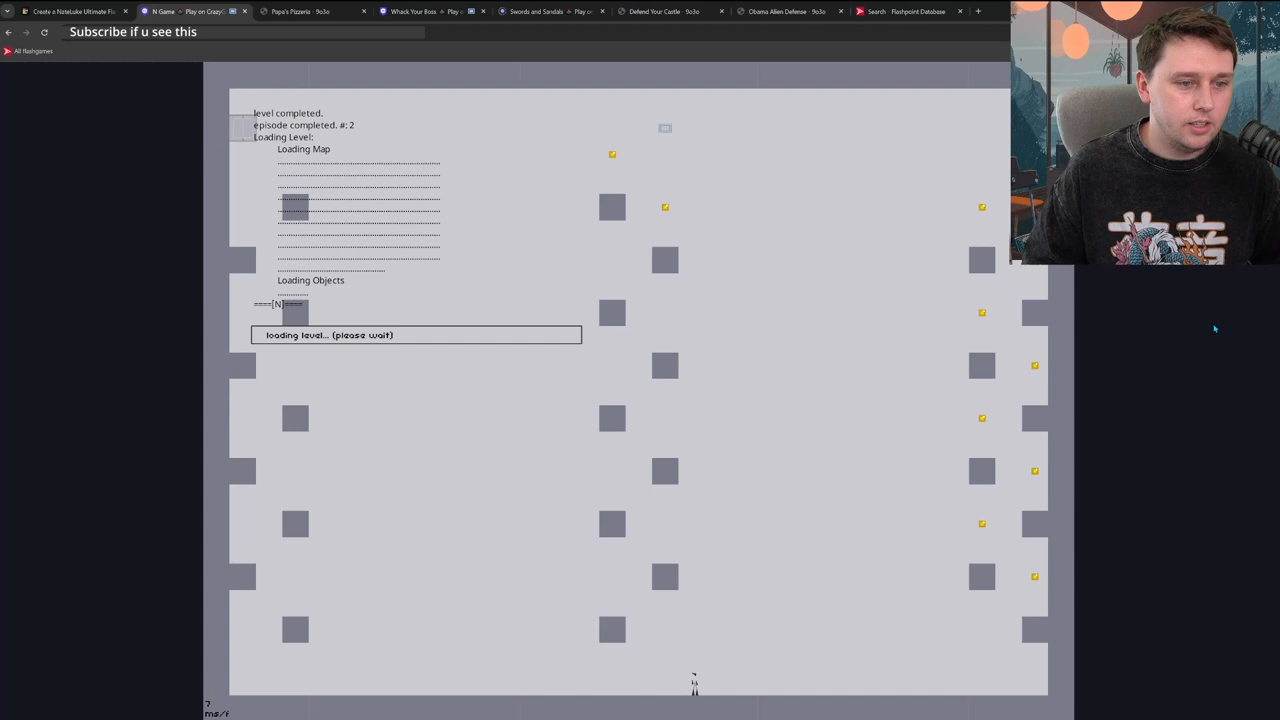 Create a NateLuke Ultimate Fl
N Game
Play on Crazy
Papa's Pizzeria · 9o3o
Whack Your Boss
Play
Swords and Sandals
Play o
Defend Your Castle · 9o3o
Obama Alien Defense · 9o3o
Search · Flashpoint Database
Subscribe if u see this
All flashgames
level completed.
episode completed. #: 2
Loading Level:
Loading Map
Loading Objects
====[N]====
loading level... (please wait)
7
ms/f